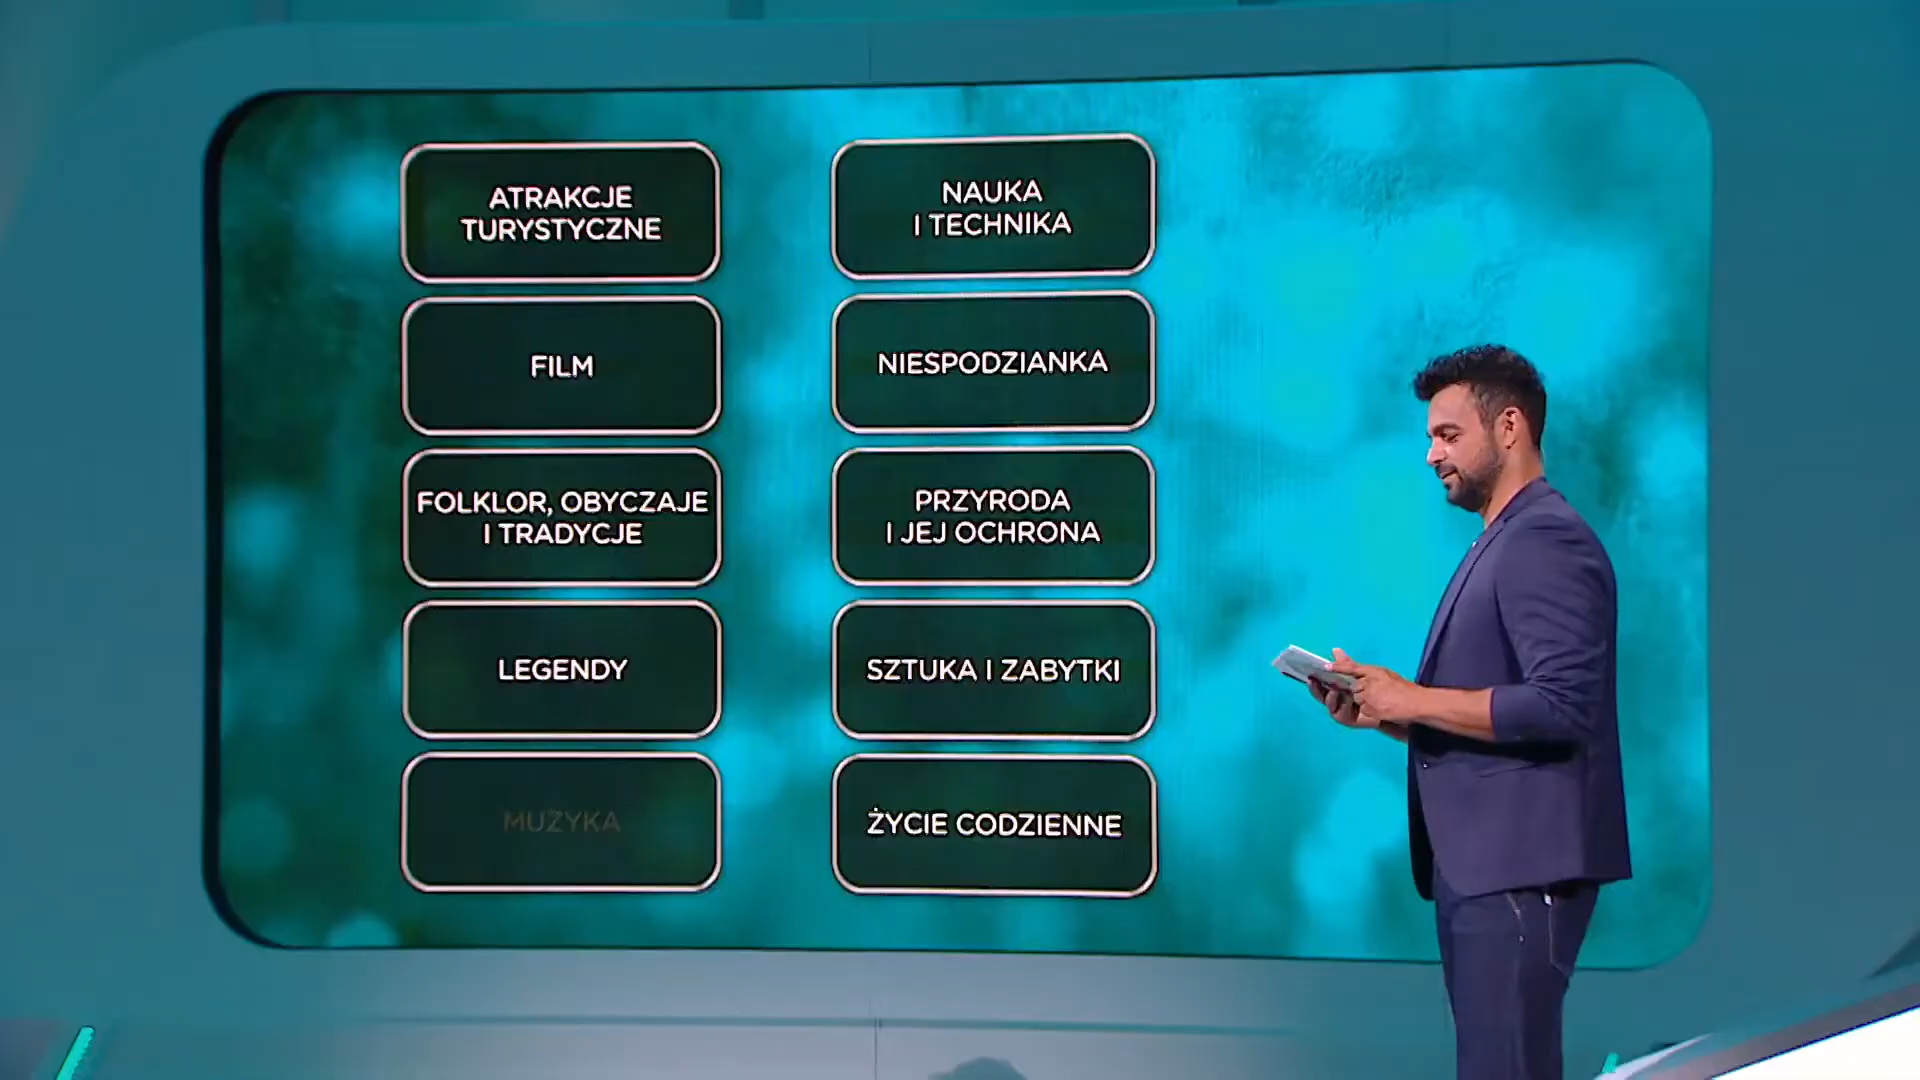 ATRAKCJE
TURYSTYCZNE
FILM
FOLKLOR, OBYCZAJE
I TRADYCJE
LEGENDY
MUZYKA
NAUKA
I TECHNIKA
NIESPODZIANKA
PRZYRODA
I JEJ OCHRONA
SZTUKA I ZABYTKI
ŻYCIE CODZIENNE